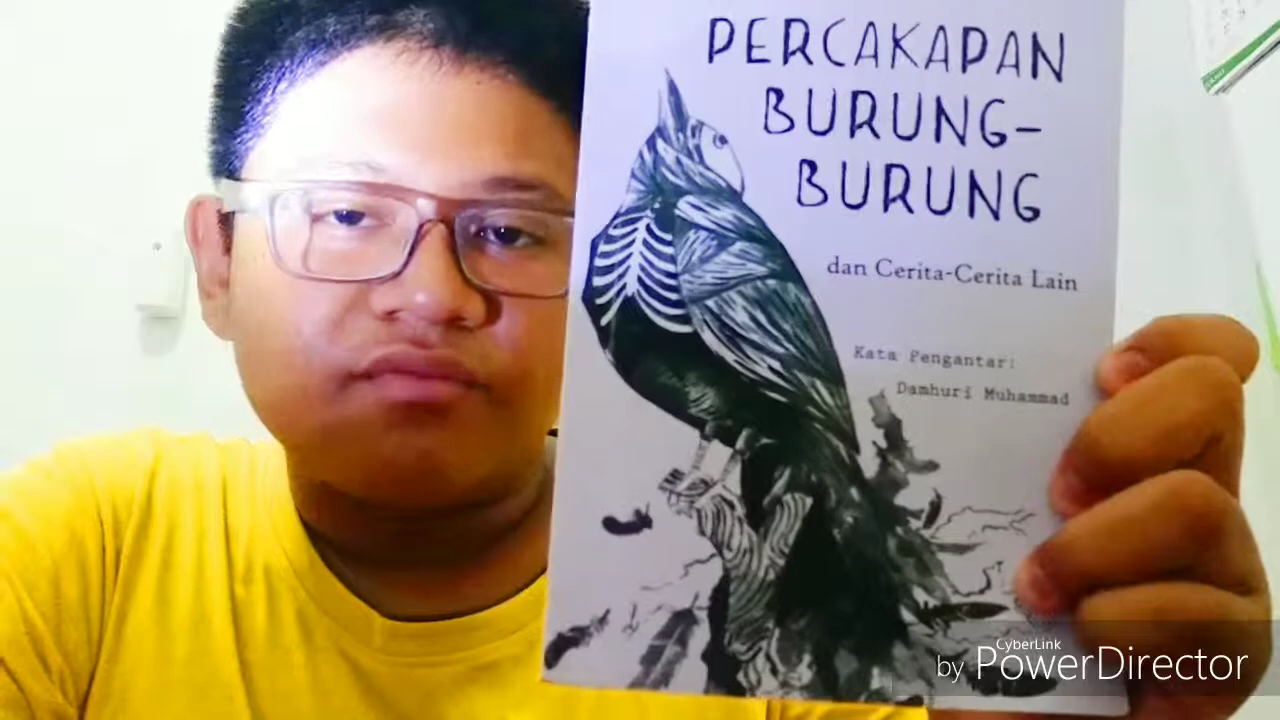 PERCAKAPAN
BURUNG-
BURUNG
dan Cerita-Cerita Lain
Kata Pengantar:
Damhuri Muhammad
CyberLink
by PowerDirector